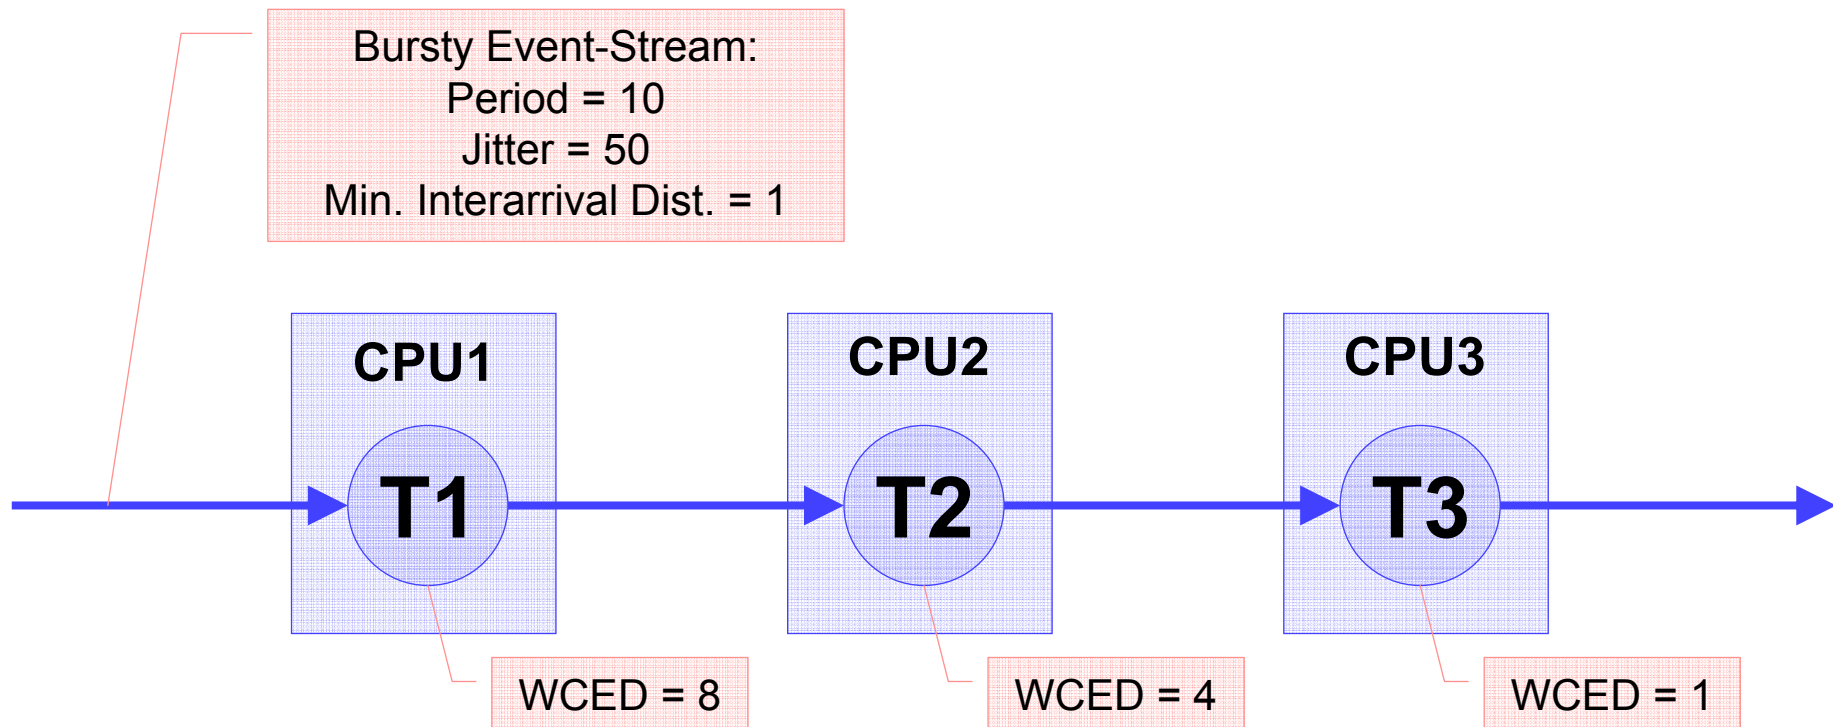 Bursty Event-Stream:
Period = 10
Jitter = 50
Min. Interarrival Dist. = 1
CPU1
CPU2
CPU3
T1
T2
T3
WCED = 8
WCED = 4
WCED = 1